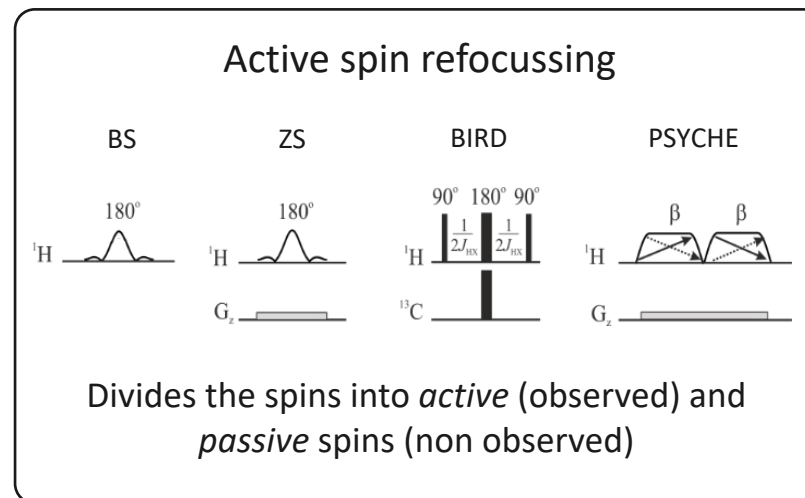 Active spin refocussing
BS ZS BIRD PSYCHE
180° 180° 90° 180° 90° β β
1/2J_HX 1/2J_HX
¹H ¹H ¹H ¹H
G_z ¹³C G_z
Divides the spins into active (observed) and
passive spins (non observed)